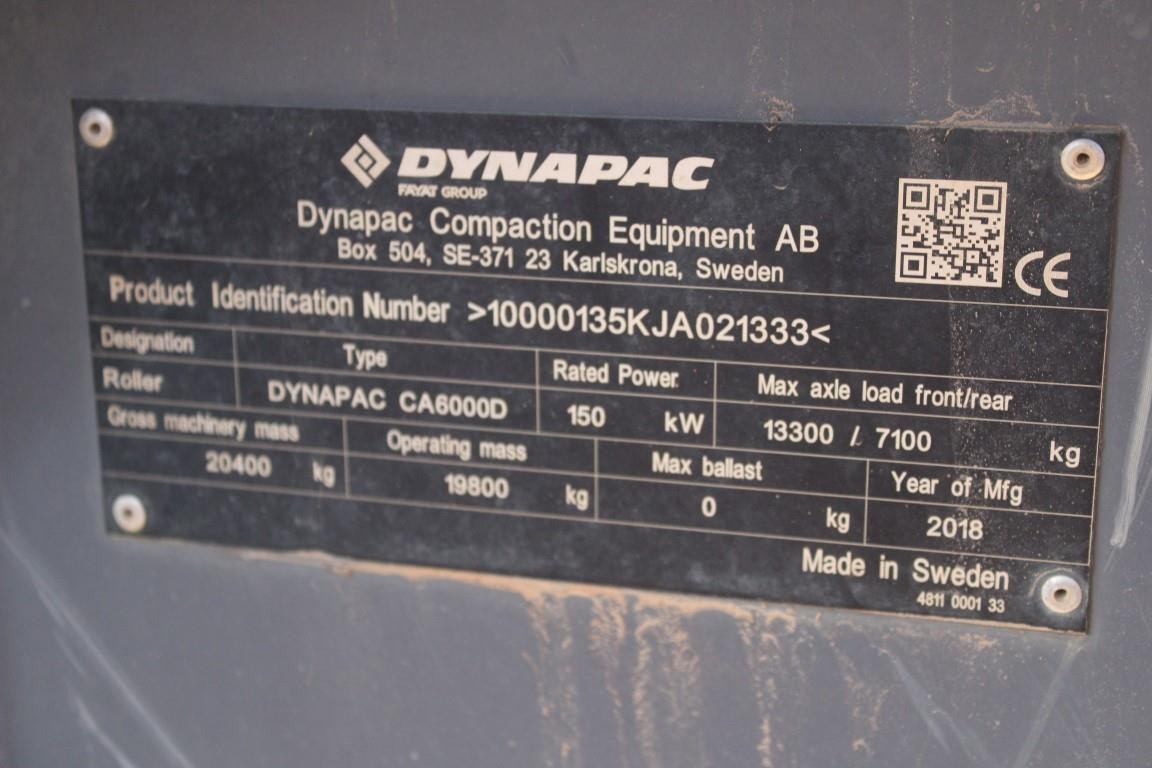 DYNAPAC
FAYAT GROUP
Dynapac Compaction Equipment AB
Box 504, SE-371 23 Karlskrona, Sweden
CE
Product Identification Number >10000135KJA021333<
Designation Type Rated Power Max axle load front/rear
Roller DYNAPAC CA6000D 150 kW 13300 / 7100 kg
Gross machinery mass Operating mass Max ballast Year of Mfg
20400 kg 19800 kg 0 kg 2018
Made in Sweden
4811 0001 33